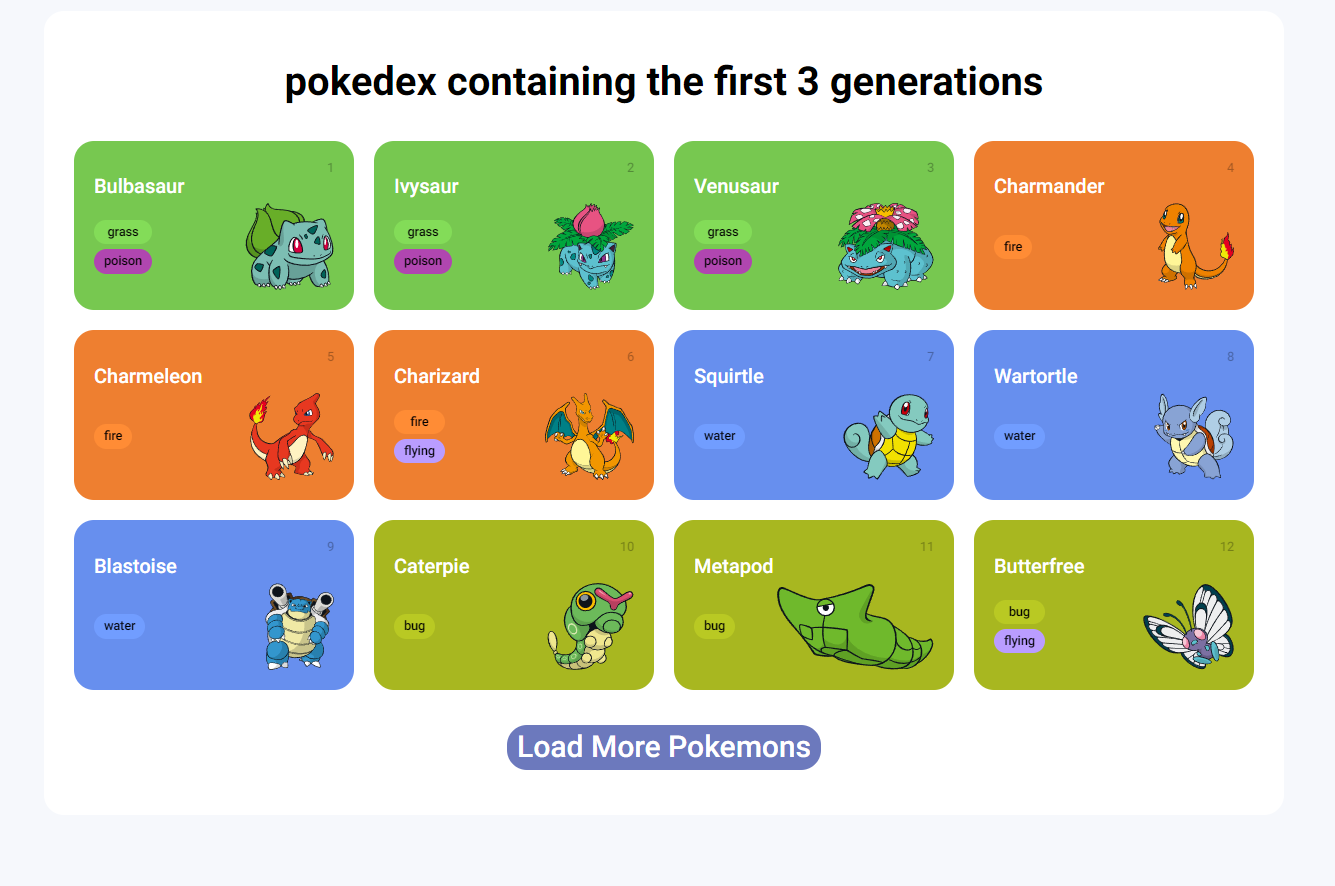 pokedex containing the first 3 generations
1
Bulbasaur
grass
poison
2
Ivysaur
grass
poison
3
Venusaur
grass
poison
4
Charmander
fire
5
Charmeleon
fire
6
Charizard
fire
flying
7
Squirtle
water
8
Wartortle
water
9
Blastoise
water
10
Caterpie
bug
11
Metapod
bug
12
Butterfree
bug
flying
Load More Pokemons